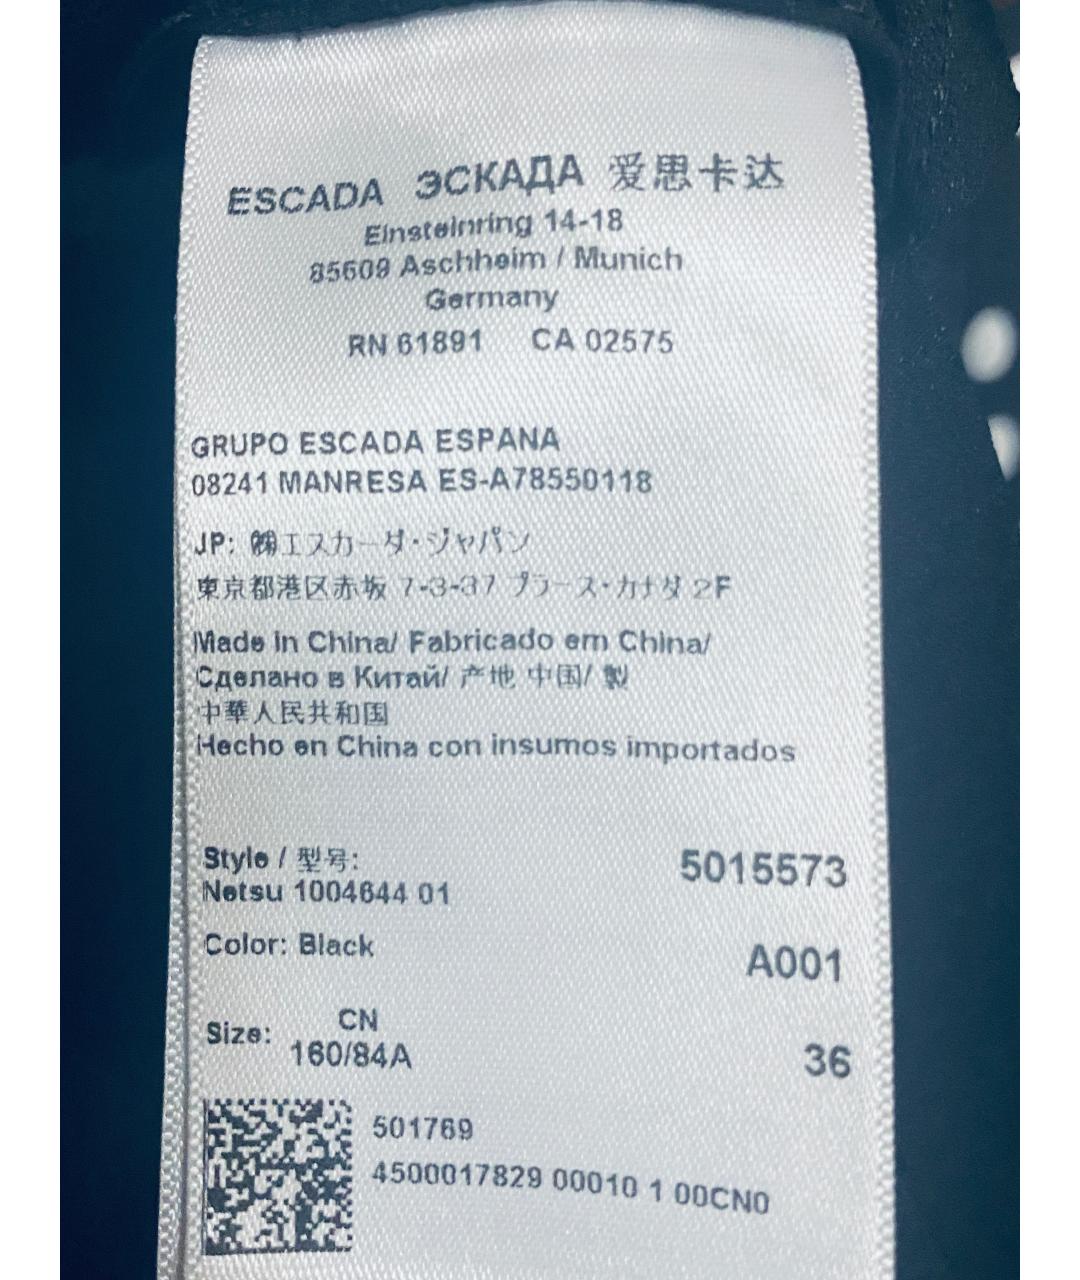 ESCADA ЭСКАДА 爱思卡达
Einsteinring 14-18
85609 Aschheim / Munich
Germany
RN 61891 CA 02575
GRUPO ESCADA ESPANA
08241 MANRESA ES-A78550118
JP: ㈱エスカーダ・ジャパン
東京都港区赤坂 7-3-37 プラース・カナダ 2F
Made in China/ Fabricado em China/
Сделано в Китай/ 产地 中国/ 製
中華人民共和国
Hecho en China con insumos importados
Style / 型号: 5015573
Netsu 1004644 01
Color: Black A001
CN
Size: 160/84A 36
501769
4500017829 00010 1 00CN0